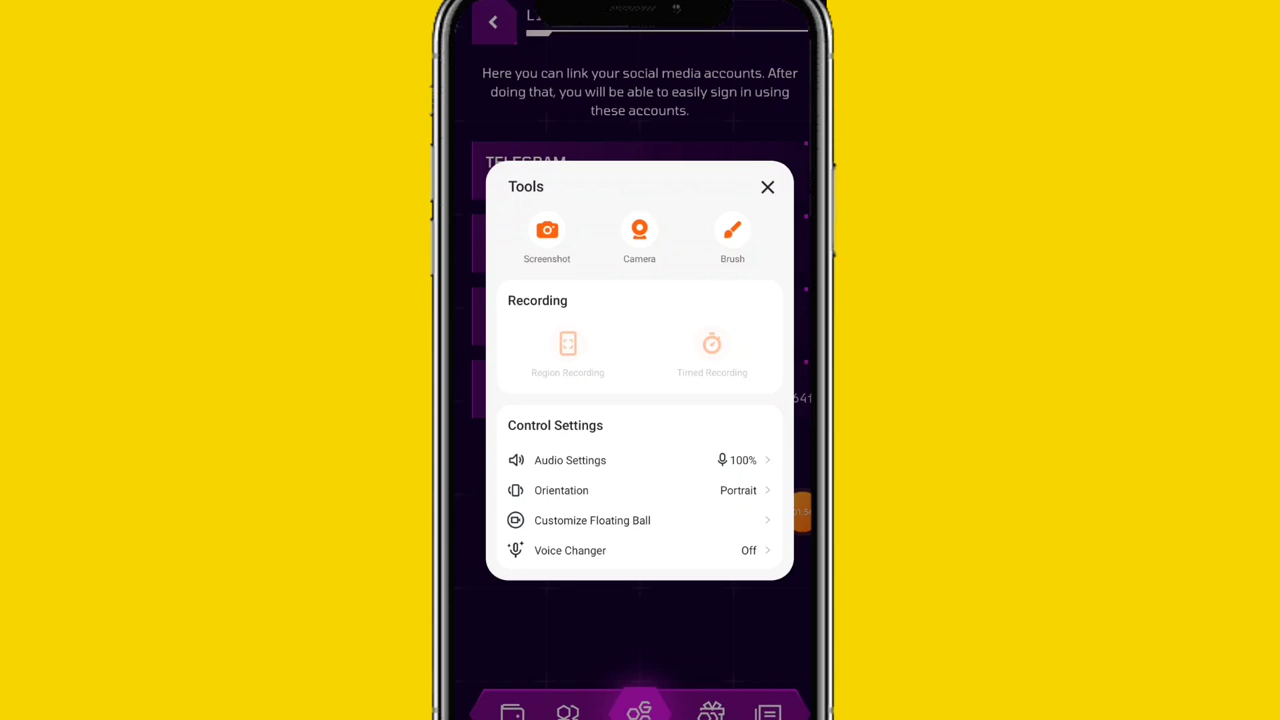 Here you can link your social media accounts. After
doing that, you will be able to easily sign in using
these accounts.
TELEGRAM
Tools
Screenshot
Camera
Brush
Recording
Region Recording
Timed Recording
Control Settings
Audio Settings 100%
Orientation Portrait
Customize Floating Ball
Voice Changer Off